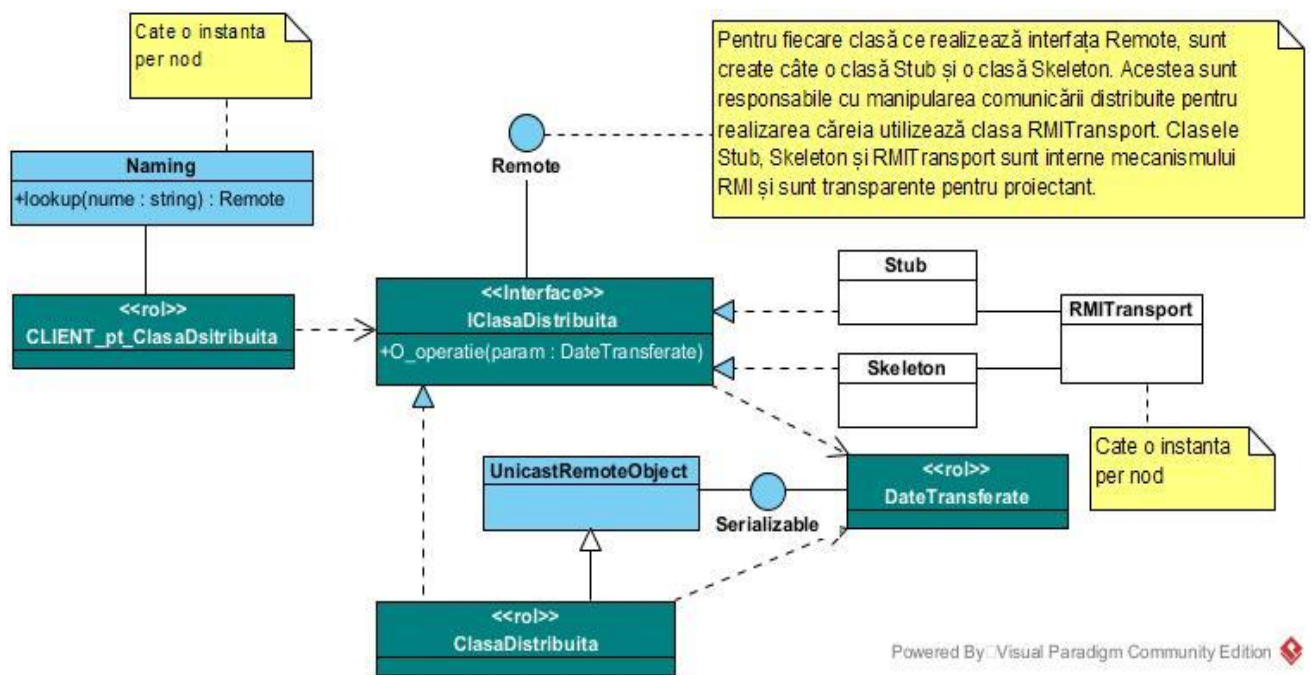 Cate o instanta
per nod
Pentru fiecare clasă ce realizează interfața Remote, sunt
create câte o clasă Stub și o clasă Skeleton. Acestea sunt
responsabile cu manipularea comunicării distribuite pentru
realizarea căreia utilizează clasa RMITransport. Clasele
Stub, Skeleton și RMITransport sunt interne mecanismului
RMI și sunt transparente pentru proiectant.
Remote
Naming
+lookup(nume : string) : Remote
<<rol>>
CLIENT_pt_ClasaDsitribuita
<<Interface>>
IClasaDistribuita
+O_operatie(param : DateTransferate)
Stub
RMITransport
Skeleton
Cate o instanta
per nod
UnicastRemoteObject
Serializable
<<rol>>
DateTransferate
<<rol>>
ClasaDistribuita
Powered By Visual Paradigm Community Edition